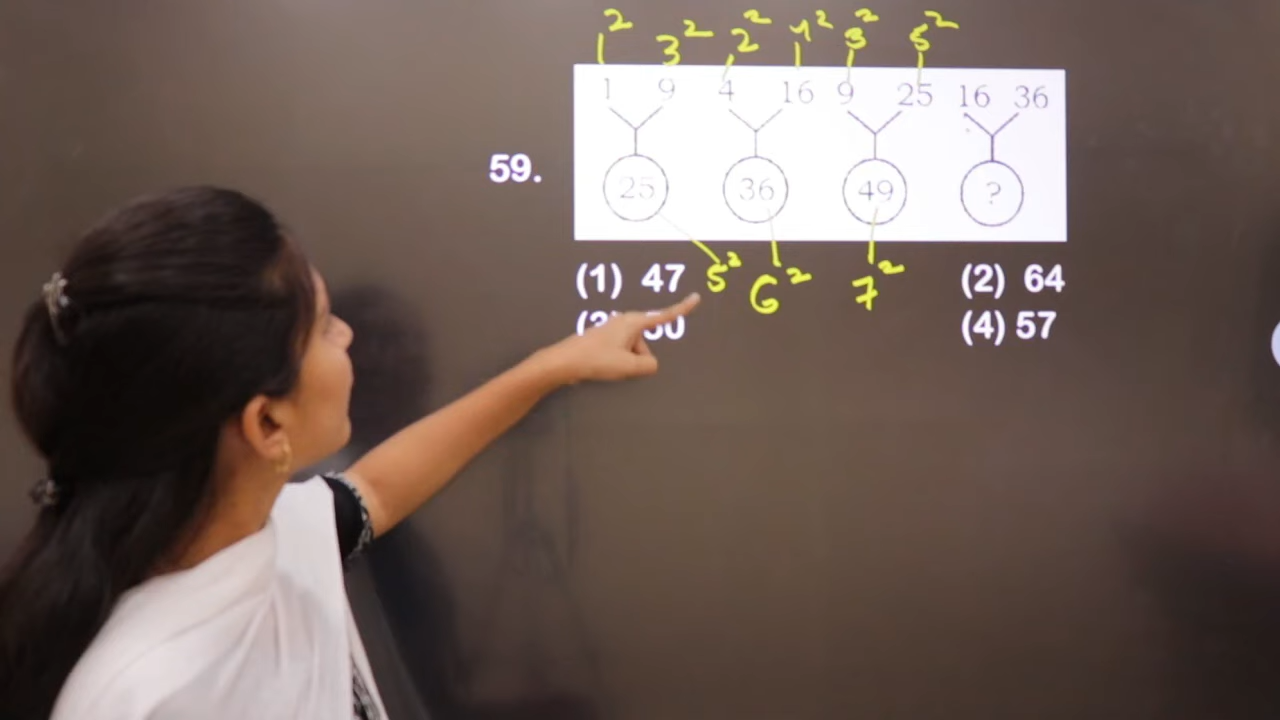 1² 3² 2² 4² 3² 5²
1 9 4 16 9 25 16 36
59.
25 36 49 ?
(1) 47 5² 6² 7² (2) 64
(4) 57